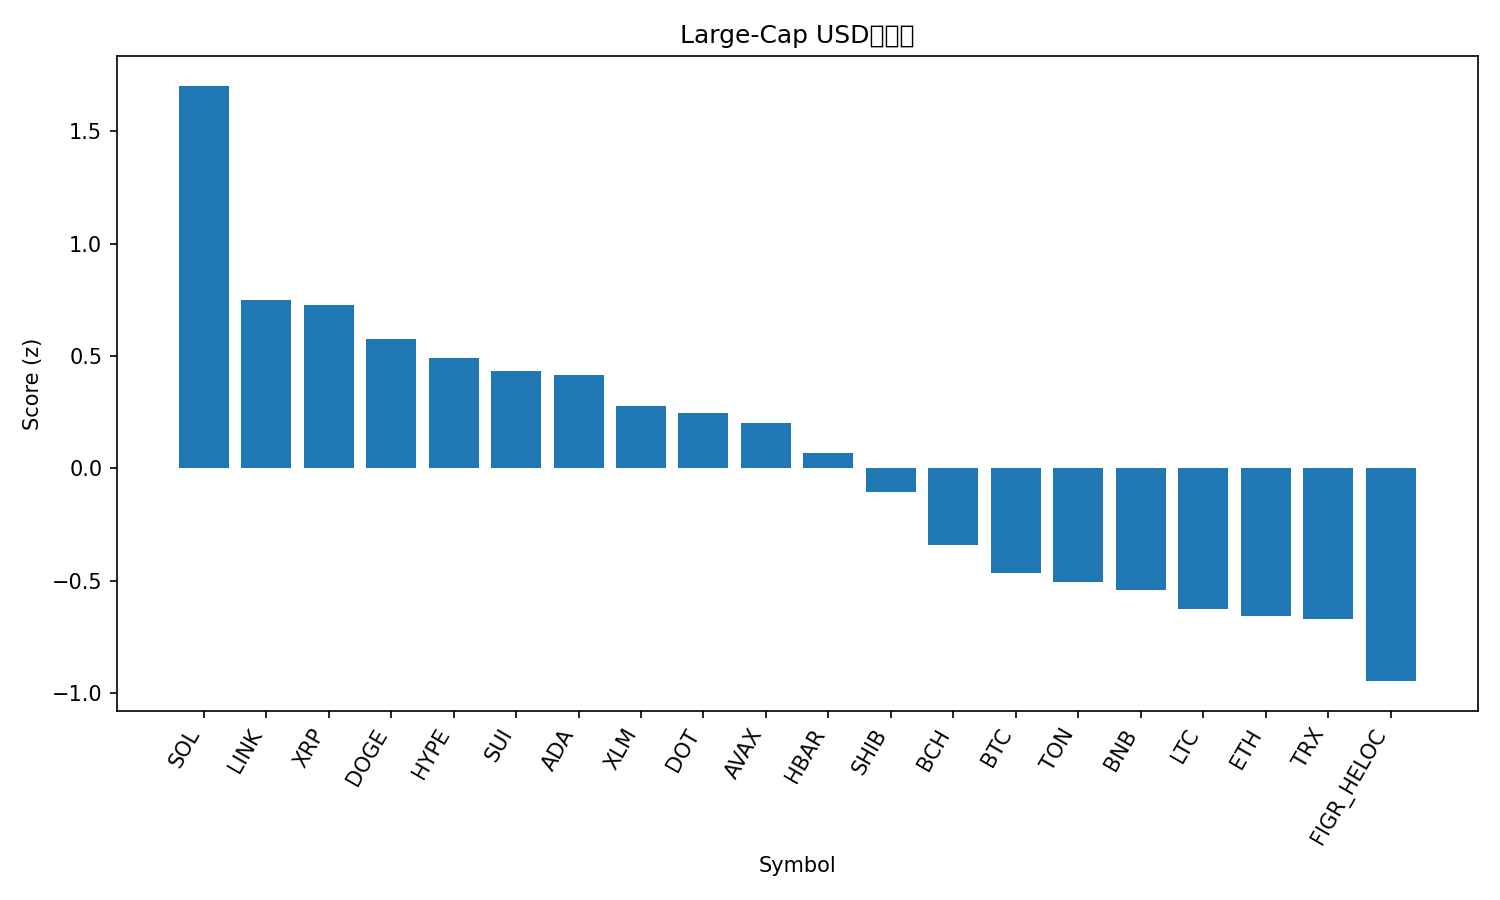 Large-Cap USD
Score (z)
1.5
1.0
0.5
0.0
−0.5
−1.0
SOL
LINK
XRP
DOGE
HYPE
SUI
ADA
XLM
DOT
AVAX
HBAR
SHIB
BCH
BTC
TON
BNB
LTC
ETH
TRX
FIGR_HELOC
Symbol